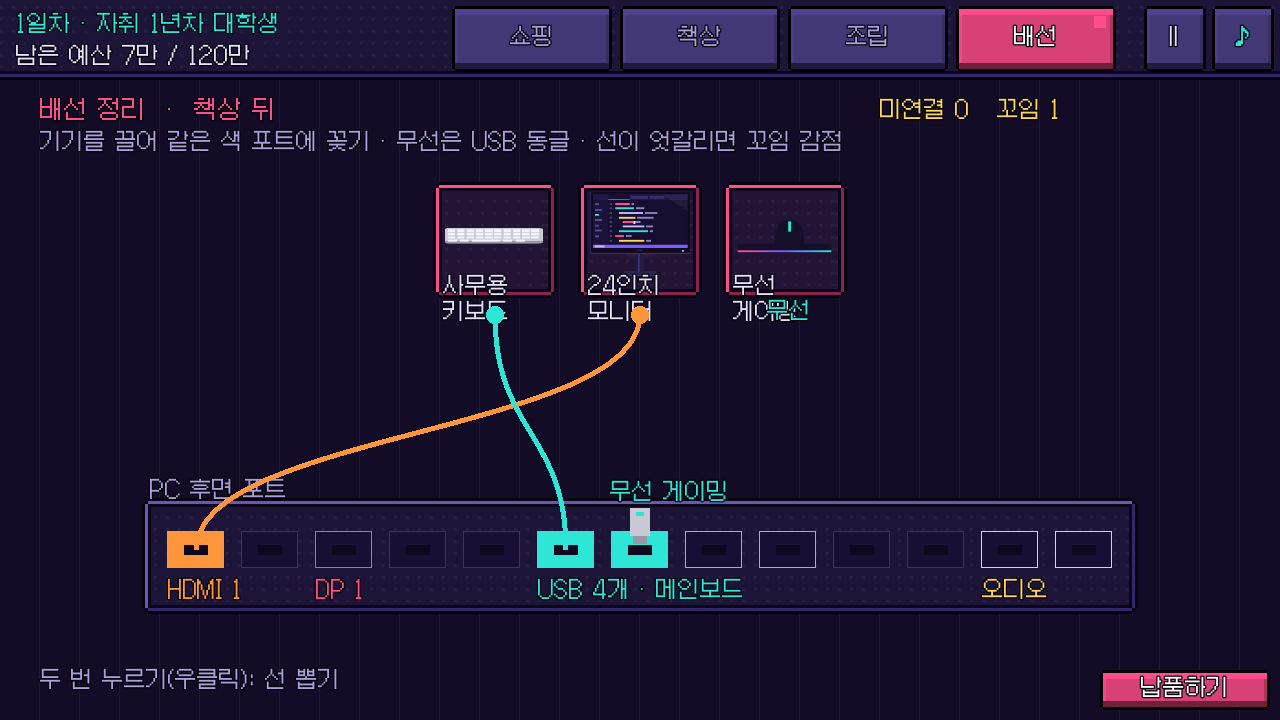 1일차 · 자취 1년차 대학생
남은 예산 7만 / 120만
쇼핑
책상
조립
배선
배선 정리 · 책상 뒤
미연결 0 꼬임 1
기기를 끌어 같은 색 포트에 꽂기 · 무선은 USB 동글 · 선이 엇갈리면 꼬임 감점
사무용
키보드
24인치
모니터
무선
무선
PC 후면 포트
무선 게이밍
HDMI 1
DP 1
USB 4개 · 메인보드
오디오
두 번 누르기(우클릭): 선 뽑기
납품하기